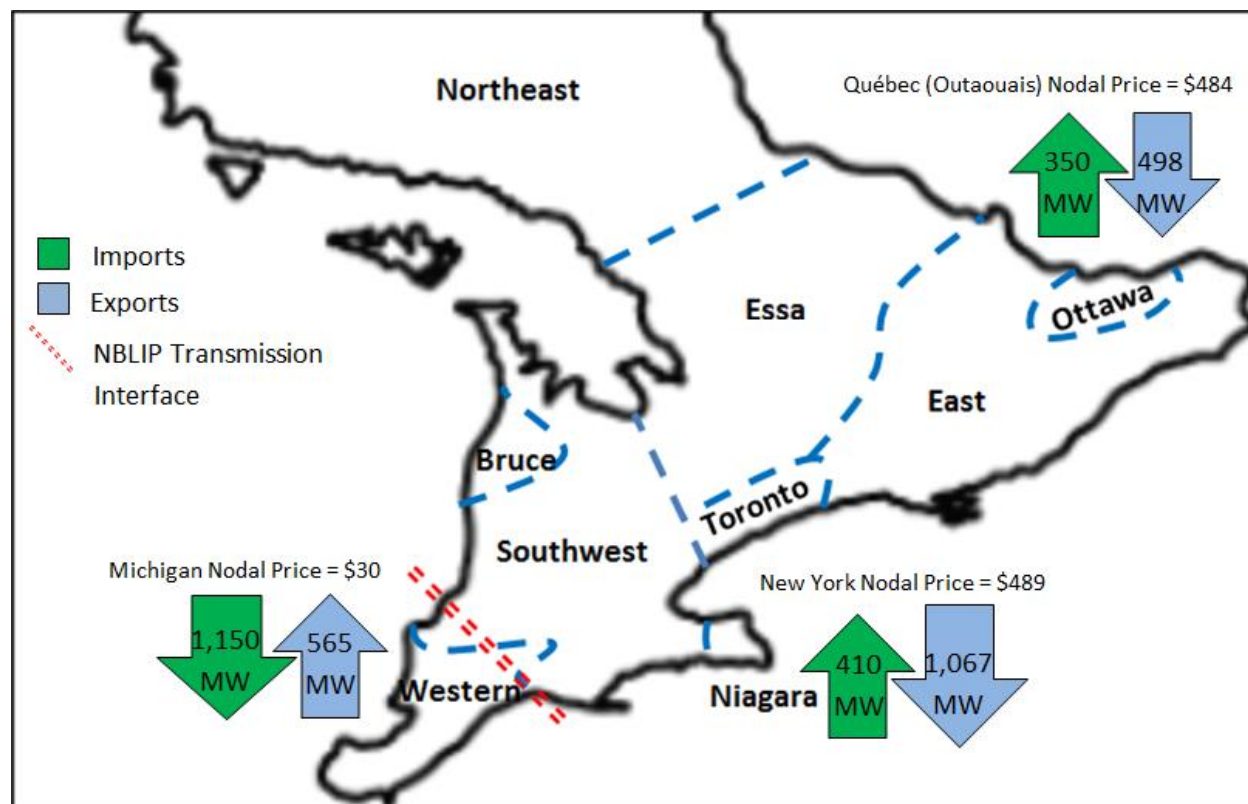 Northeast
Québec (Outaouais) Nodal Price = $484
350
MW
498
MW
Imports
Exports
NBLIP Transmission
Interface
Essa
Ottawa
East
Bruce
Toronto
Southwest
Michigan Nodal Price = $30
1,150
MW
565
MW
Western
New York Nodal Price = $489
Niagara
410
MW
1,067
MW